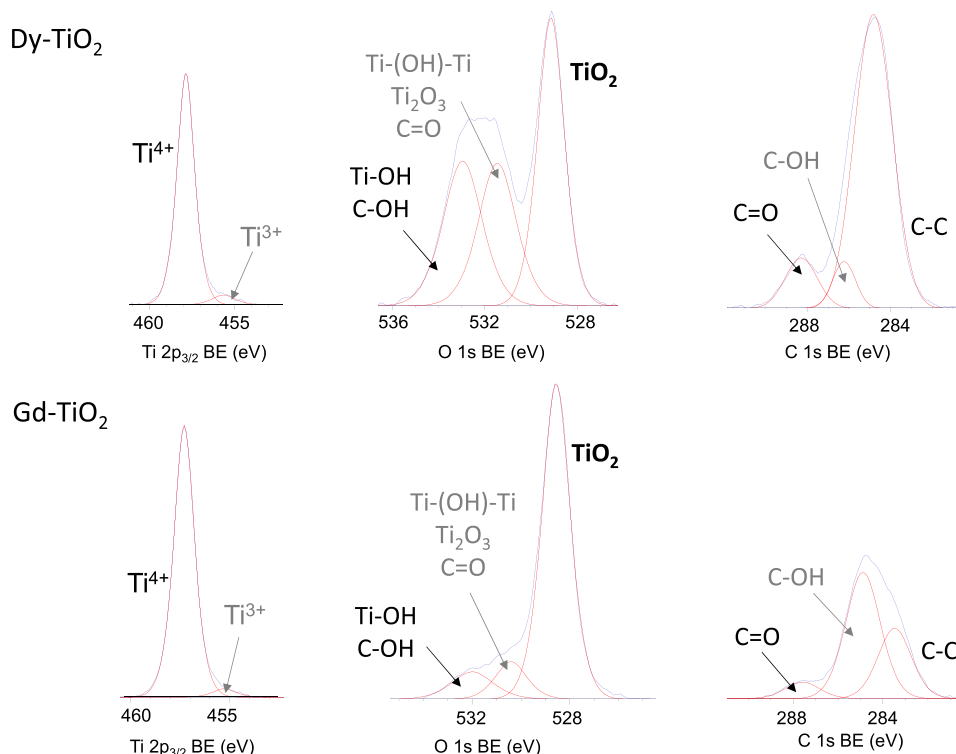 Dy-TiO₂
Ti⁴⁺
Ti³⁺
460 455
Ti 2p₃/₂ BE (eV)
Ti-(OH)-Ti
Ti₂O₃
C=O
TiO₂
Ti-OH
C-OH
536 532 528
O 1s BE (eV)
C-OH
C=O
C-C
288 284
C 1s BE (eV)
Gd-TiO₂
Ti⁴⁺
Ti³⁺
460 455
Ti 2p₃/₂ BE (eV)
TiO₂
Ti-(OH)-Ti
Ti₂O₃
C=O
Ti-OH
C-OH
532 528
O 1s BE (eV)
C-OH
C=O
C-C
288 284
C 1s BE (eV)